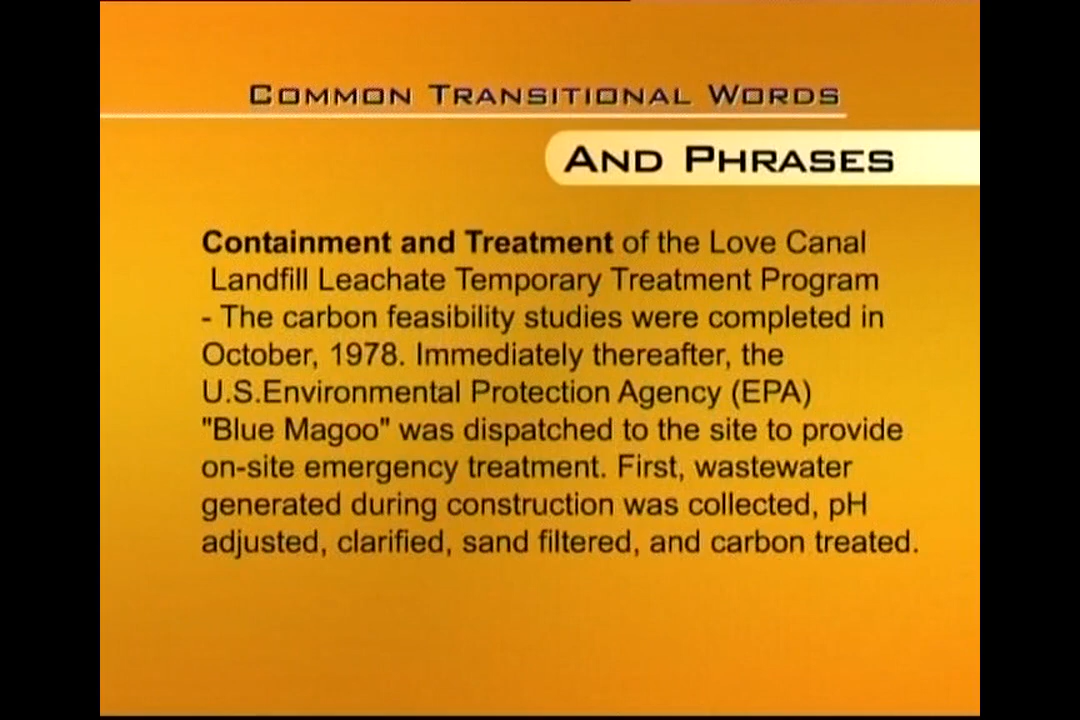 Common Transitional Words
And Phrases
Containment and Treatment of the Love Canal
Landfill Leachate Temporary Treatment Program
- The carbon feasibility studies were completed in
October, 1978. Immediately thereafter, the
U.S.Environmental Protection Agency (EPA)
"Blue Magoo" was dispatched to the site to provide
on-site emergency treatment. First, wastewater
generated during construction was collected, pH
adjusted, clarified, sand filtered, and carbon treated.